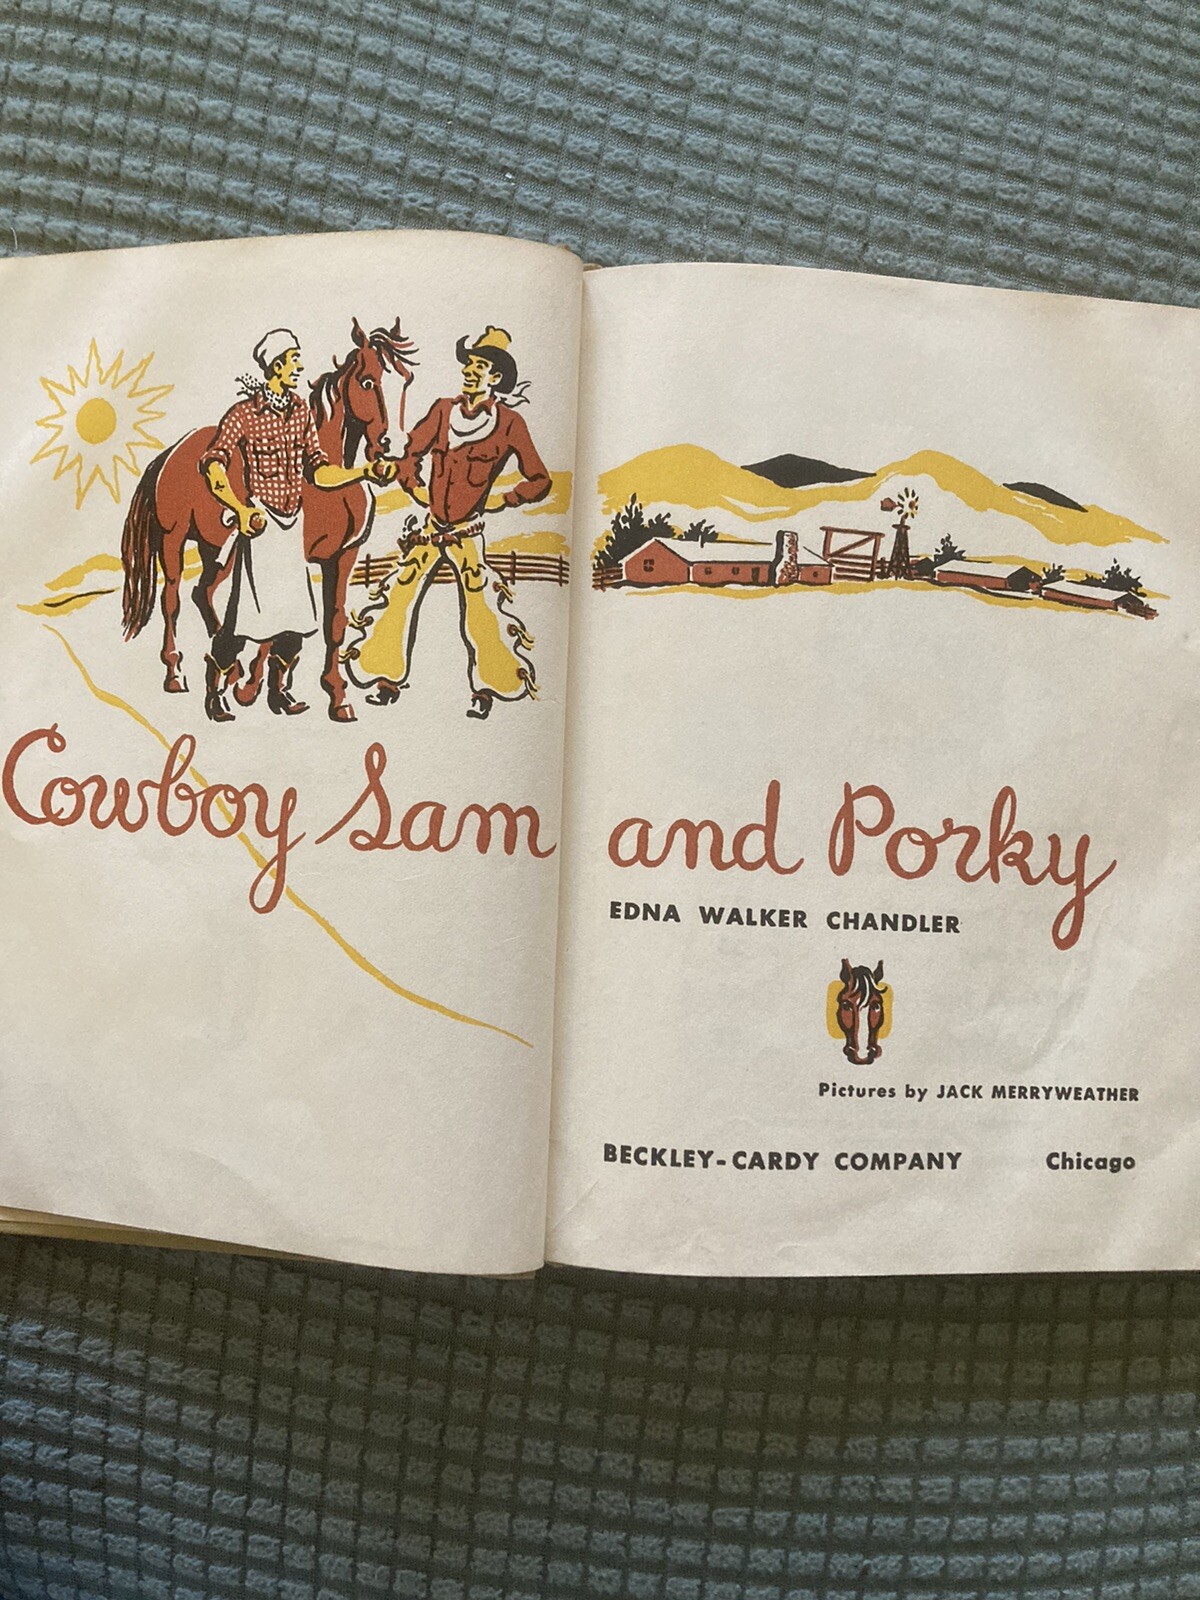 Cowboy Sam and Porky
EDNA WALKER CHANDLER
Pictures by JACK MERRYWEATHER
BECKLEY-CARDY COMPANY Chicago